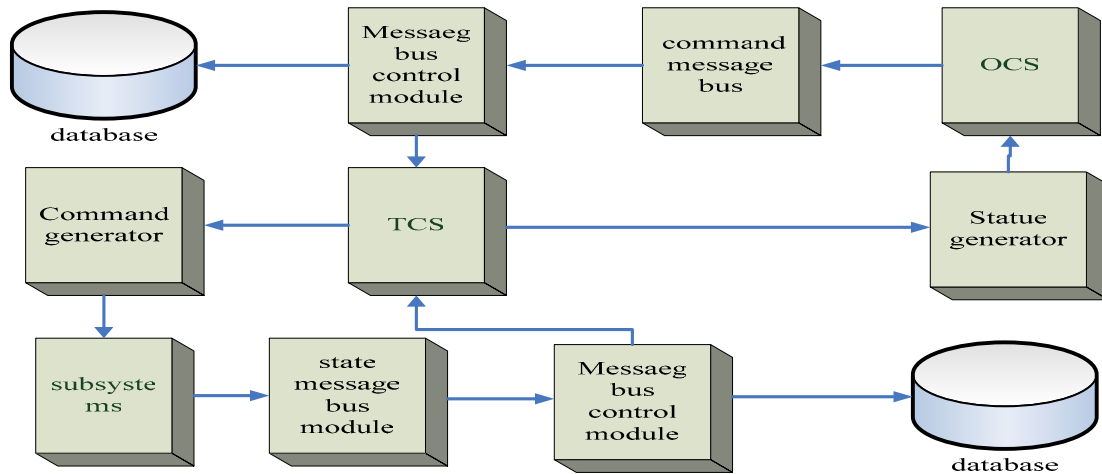 Messaeg
bus
control
module
command
message
bus
OCS
database
Command
generator
TCS
Statue
generator
subsyste
ms
state
message
bus
module
Messaeg
bus
control
module
database